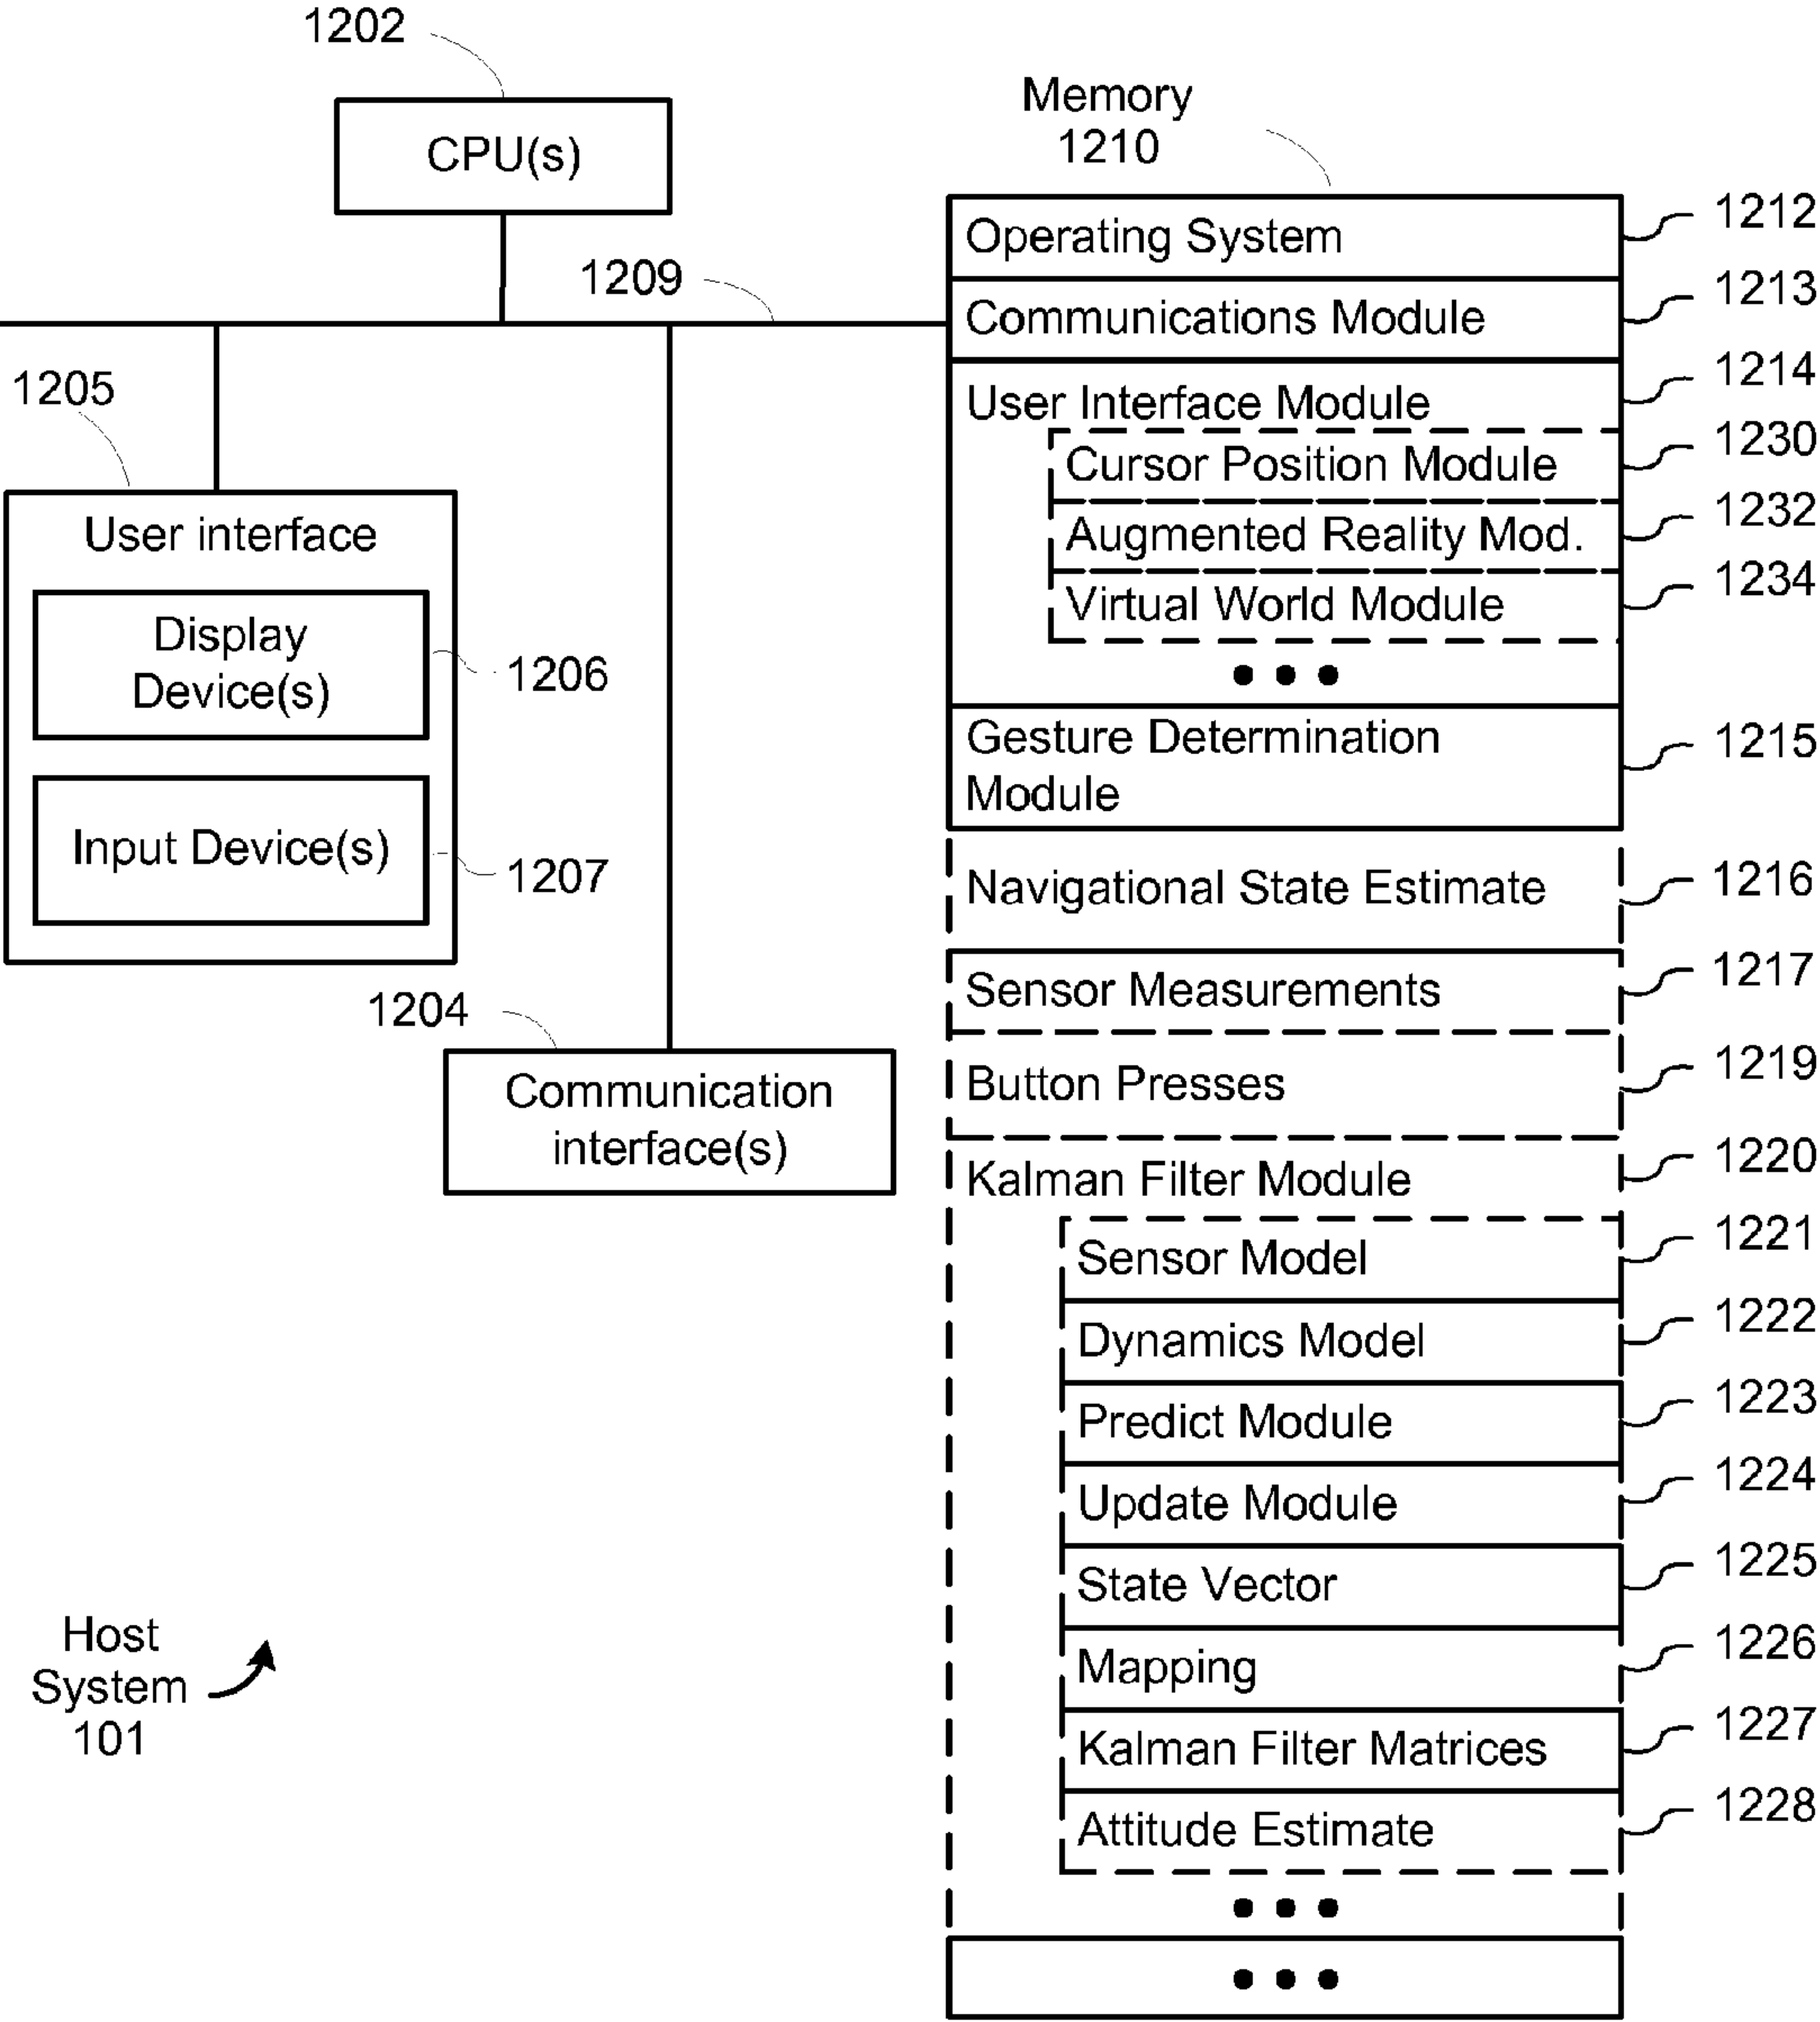 1202
CPU(s)
1209
1205
User interface
Display
Device(s)
1206
Input Device(s)
1207
1204
Communication
interface(s)
Host
System
101
Memory
1210
Operating System
1212
Communications Module
1213
User Interface Module
1214
Cursor Position Module
1230
Augmented Reality Mod.
1232
Virtual World Module
1234
Gesture Determination
Module
1215
Navigational State Estimate
1216
Sensor Measurements
1217
Button Presses
1219
Kalman Filter Module
1220
Sensor Model
1221
Dynamics Model
1222
Predict Module
1223
Update Module
1224
State Vector
1225
Mapping
1226
Kalman Filter Matrices
1227
Attitude Estimate
1228